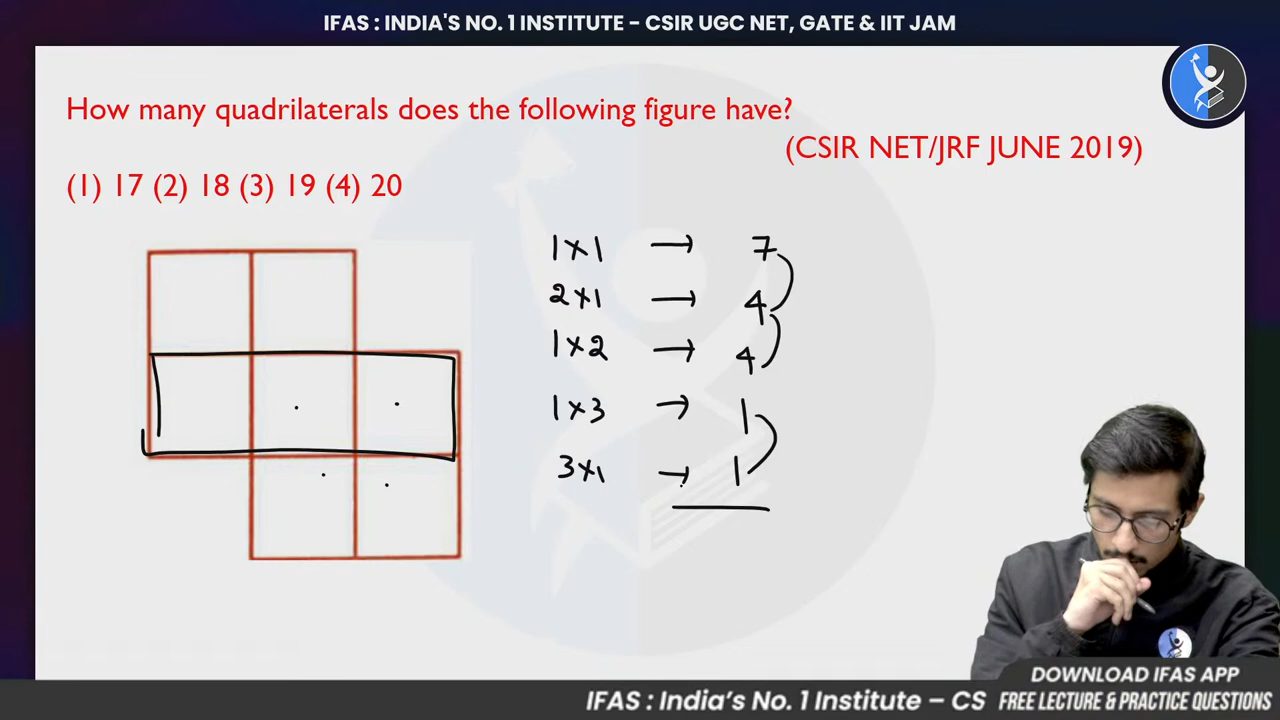 IFAS : INDIA'S NO. 1 INSTITUTE – CSIR UGC NET, GATE & IIT JAM
How many quadrilaterals does the following figure have?
(CSIR NET/JRF JUNE 2019)
(1) 17 (2) 18 (3) 19 (4) 20
1×1 → 7
2×1 → 4
1×2 → 4
1×3 → 1
3×1 → 1
DOWNLOAD IFAS APP
IFAS : India's No. 1 Institute – CS
FREE LECTURE & PRACTICE QUESTIONS